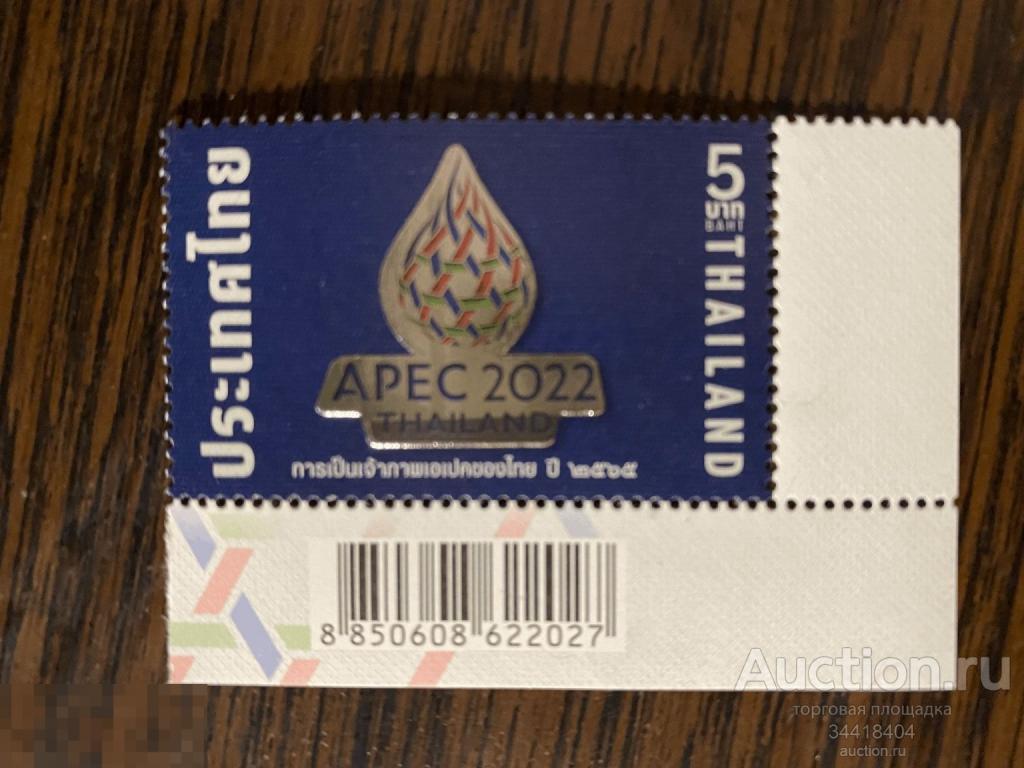 ประเทศไทย
5
บาท
BAHT
THAILAND
APEC 2022
THAILAND
การเป็นเจ้าภาพเอเปคของไทย ปี ๒๕๖๕
8 850608 622027
Auction.ru
торговая площадка
34418404
auction.ru